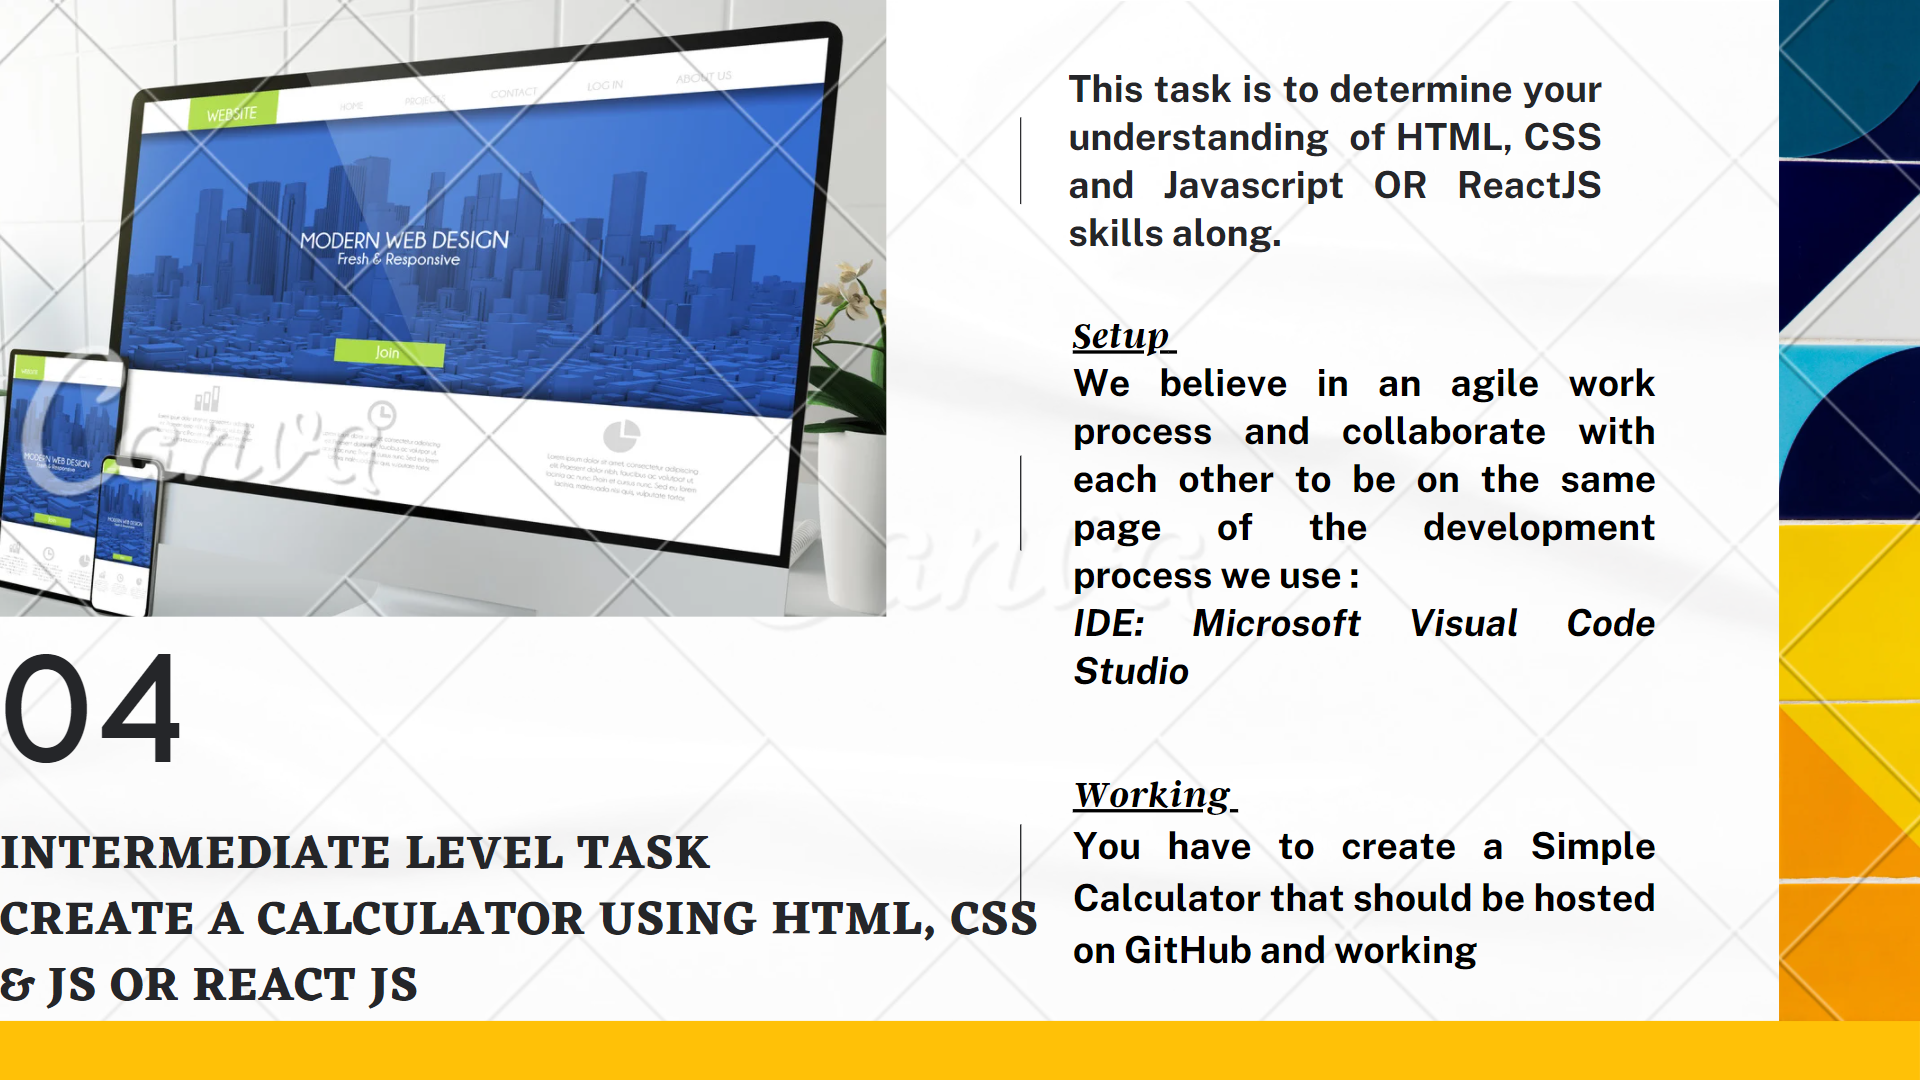 WEBSITE
HOME
PROJECTS
CONTACT
LOG IN
ABOUT US
MODERN WEB DESIGN
Fresh & Responsive
Join
MODERN WEB DESIGN
Canva
04
INTERMEDIATE LEVEL TASK
CREATE A CALCULATOR USING HTML, CSS
& JS OR REACT JS
This task is to determine your
understanding of HTML, CSS
and Javascript OR ReactJS
skills along.
Setup
We believe in an agile work
process and collaborate with
each other to be on the same
page of the development
process we use :
IDE: Microsoft Visual Code
Studio
Working
You have to create a Simple
Calculator that should be hosted
on GitHub and working